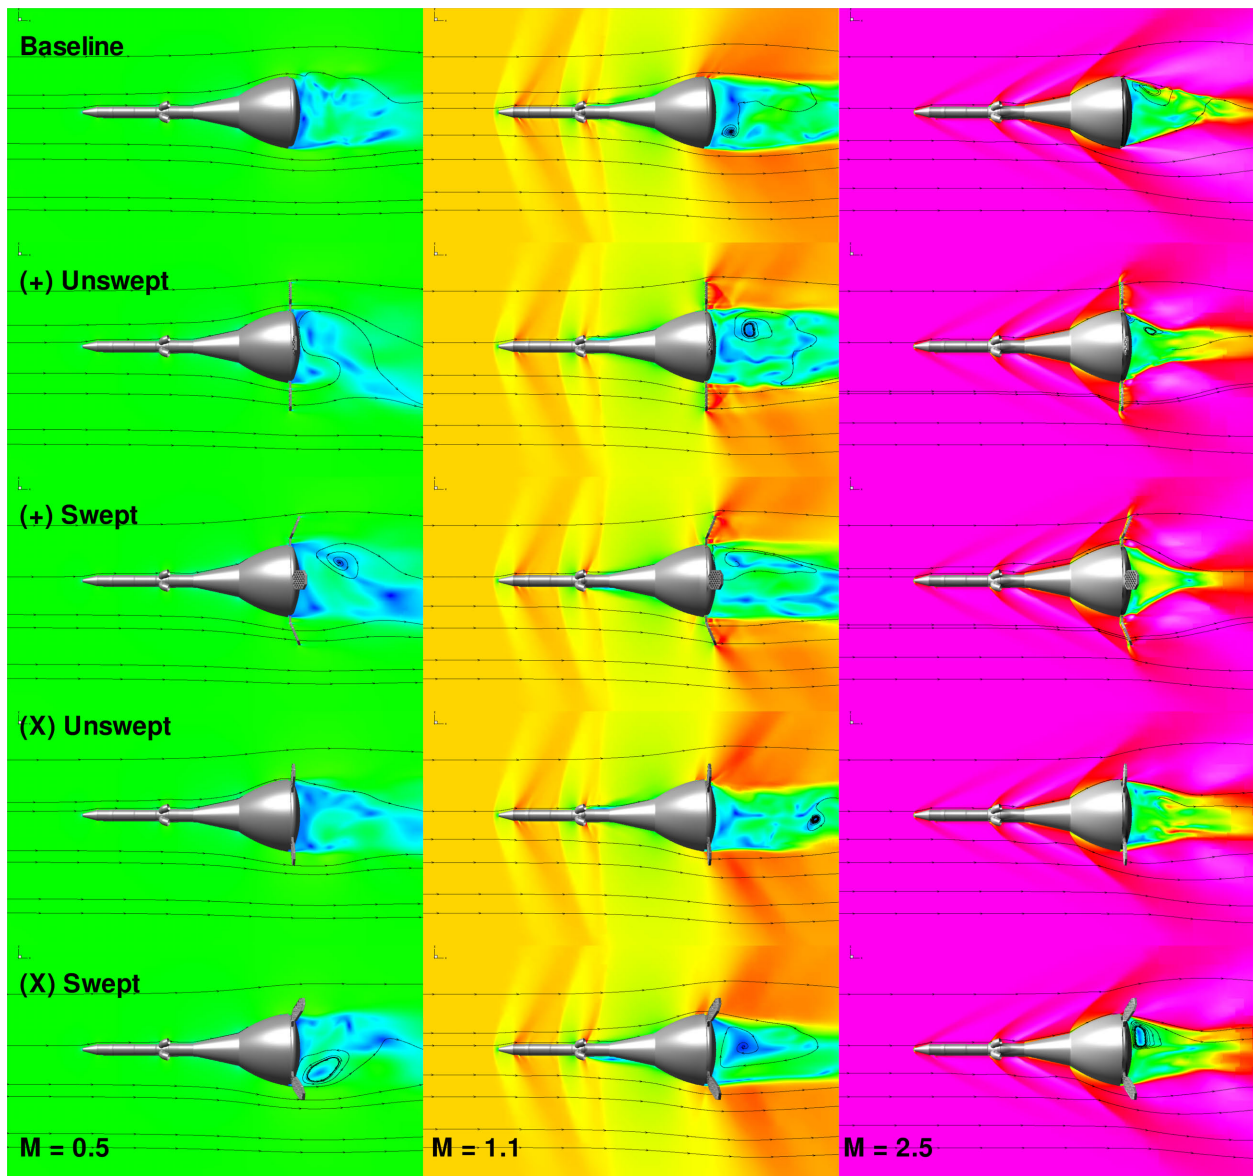 Baseline
(+) Unswept
(+) Swept
(X) Unswept
(X) Swept
M = 0.5
M = 1.1
M = 2.5